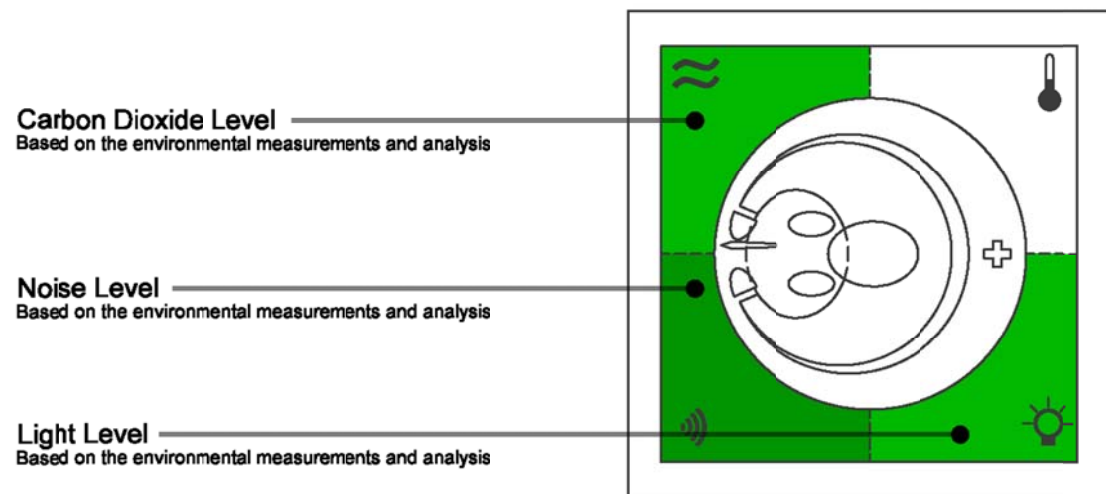 Carbon Dioxide Level
Based on the environmental measurements and analysis
Noise Level
Based on the environmental measurements and analysis
Light Level
Based on the environmental measurements and analysis